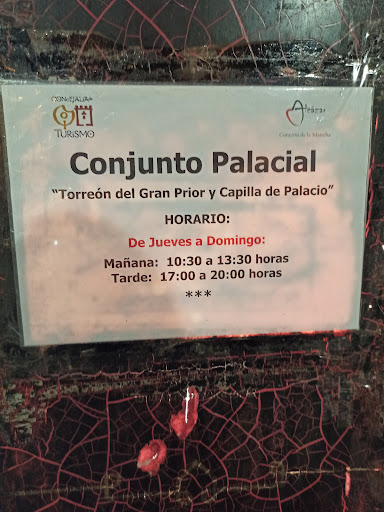 CONCEJALÍA DE
TURISMO
Alcázar
Corazón de la Mancha
Conjunto Palacial
“Torreón del Gran Prior y Capilla de Palacio”
HORARIO:
De Jueves a Domingo:
Mañana: 10:30 a 13:30 horas
Tarde: 17:00 a 20:00 horas
***